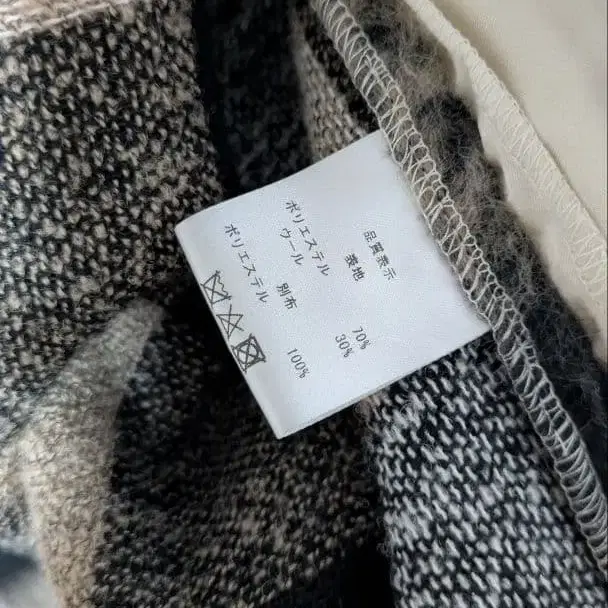 品質表示
表地
ポリエステル 70%
ウール 30%
別布
ポリエステル 100%